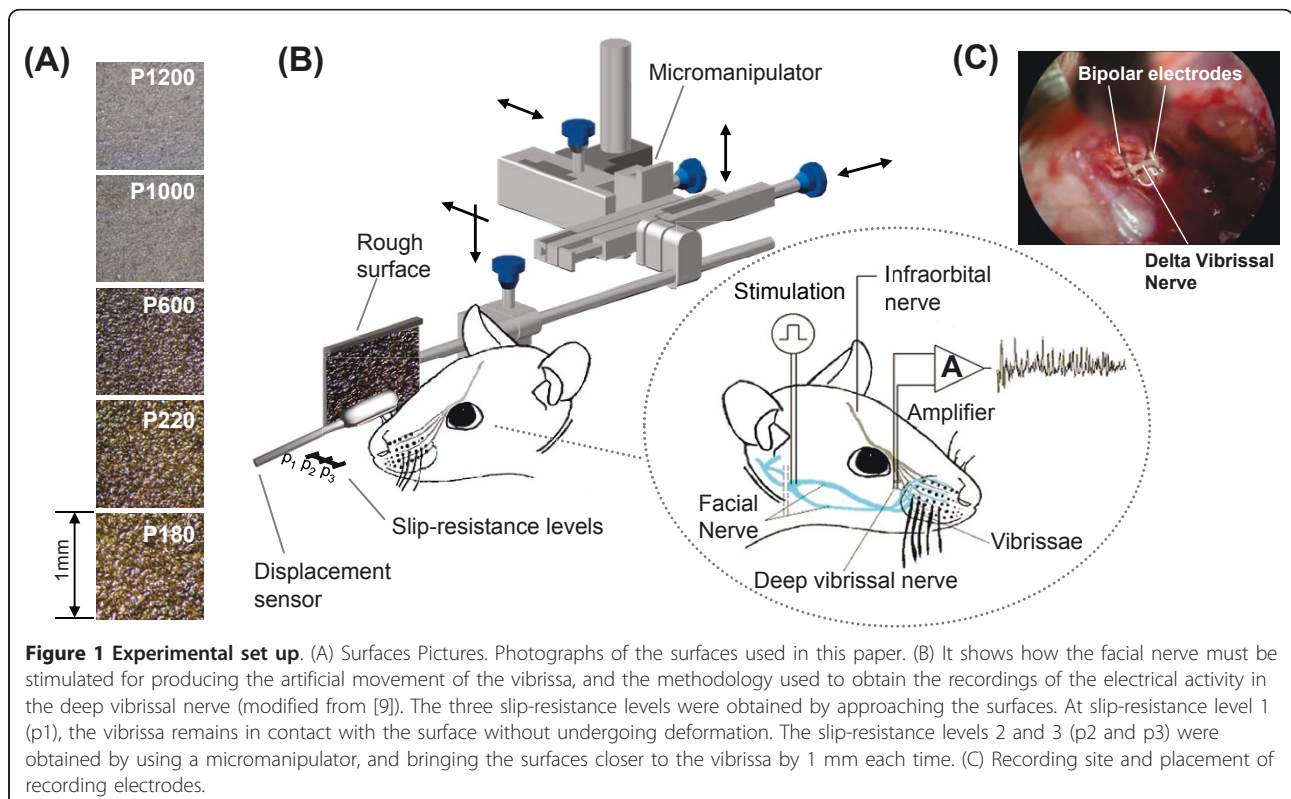 (A)
P1200
P1000
P600
P220
P180
1mm
(B)
Micromanipulator
Rough
surface
p1 p2 p3
Slip-resistance levels
Displacement
sensor
Stimulation
Infraorbital
nerve
A
Amplifier
Facial
Nerve
Vibrissae
Deep vibrissal nerve
(C)
Bipolar electrodes
Delta Vibrissal
Nerve
Figure 1 Experimental set up. (A) Surfaces Pictures. Photographs of the surfaces used in this paper. (B) It shows how the facial nerve must be
stimulated for producing the artificial movement of the vibrissa, and the methodology used to obtain the recordings of the electrical activity in
the deep vibrissal nerve (modified from [9]). The three slip-resistance levels were obtained by approaching the surfaces. At slip-resistance level 1
(p1), the vibrissa remains in contact with the surface without undergoing deformation. The slip-resistance levels 2 and 3 (p2 and p3) were
obtained by using a micromanipulator, and bringing the surfaces closer to the vibrissa by 1 mm each time. (C) Recording site and placement of
recording electrodes.